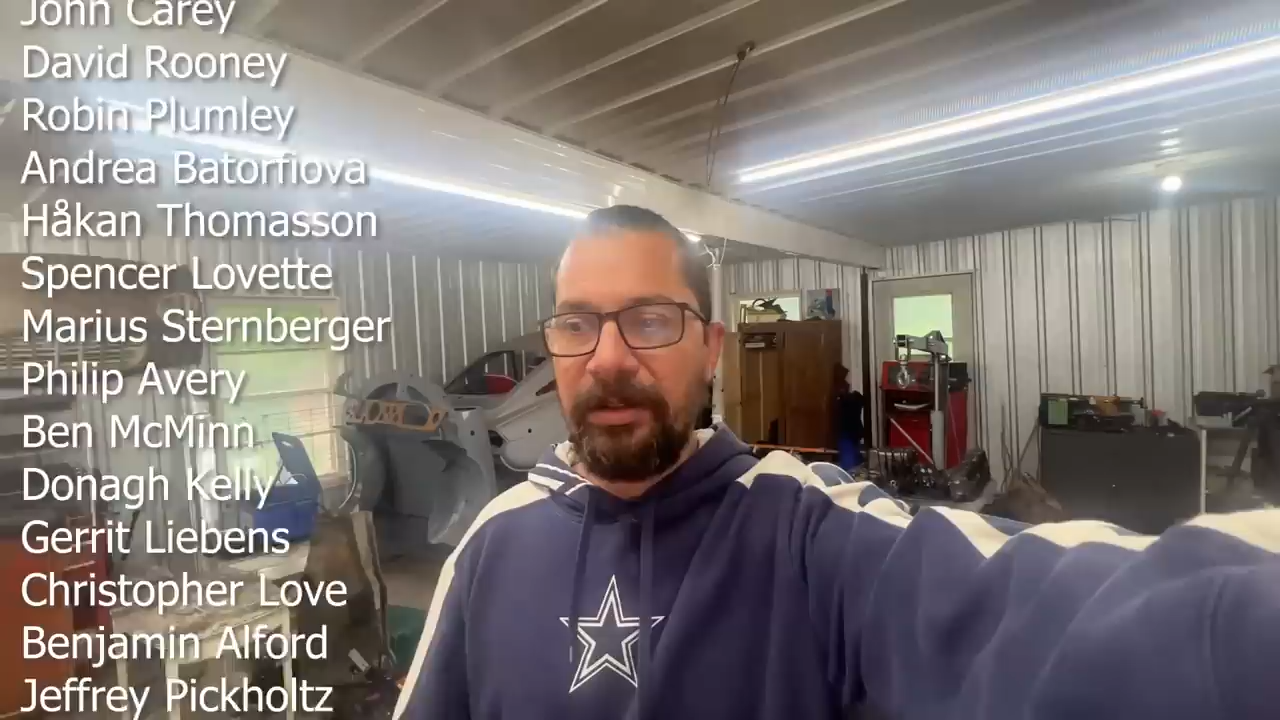 John Carey
David Rooney
Robin Plumley
Andrea Batorfiova
Håkan Thomasson
Spencer Lovette
Marius Sternberger
Philip Avery
Ben McMinn
Donagh Kelly
Gerrit Liebens
Christopher Love
Benjamin Alford
Jeffrey Pickholtz